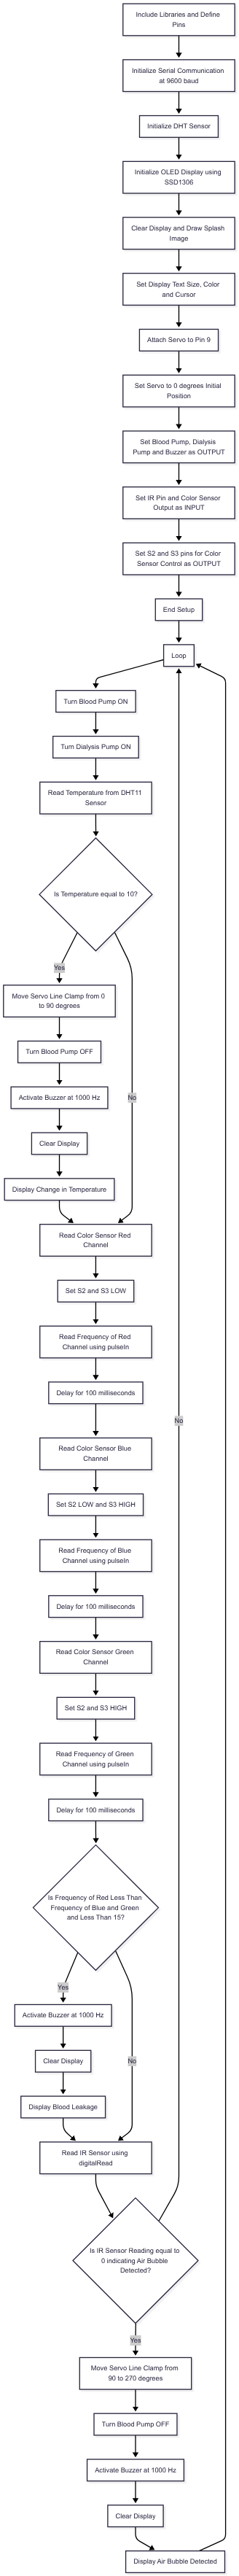 Include Libraries and Define
Pins
Initialize Serial Communication
at 9600 baud
Initialize DHT Sensor
Initialize OLED Display using
SSD1306
Clear Display and Draw Splash
Image
Set Display Text Size, Color
and Cursor
Attach Servo to Pin 9
Set Servo to 0 degrees Initial
Position
Set Blood Pump, Dialysis
Pump and Buzzer as OUTPUT
Set IR Pin and Color Sensor
Output as INPUT
Set S2 and S3 pins for Color
Sensor Control as OUTPUT
End Setup
Loop
Turn Blood Pump ON
Turn Dialysis Pump ON
Read Temperature from DHT11
Sensor
Is Temperature equal to 10?
Yes
Move Servo Line Clamp from 0
to 90 degrees
Turn Blood Pump OFF
Activate Buzzer at 1000 Hz
No
Clear Display
Display Change in Temperature
Read Color Sensor Red
Channel
Set S2 and S3 LOW
Read Frequency of Red
Channel using pulseIn
Delay for 100 milliseconds
No
Read Color Sensor Blue
Channel
Set S2 LOW and S3 HIGH
Read Frequency of Blue
Channel using pulseIn
Delay for 100 milliseconds
Read Color Sensor Green
Channel
Set S2 and S3 HIGH
Read Frequency of Green
Channel using pulseIn
Delay for 100 milliseconds
Is Frequency of Red Less Than
Frequency of Blue and Green
and Less Than 15?
Yes
Activate Buzzer at 1000 Hz
Clear Display
No
Display Blood Leakage
Read IR Sensor using
digitalRead
Is IR Sensor Reading equal to
0 indicating Air Bubble
Detected?
Yes
Move Servo Line Clamp from
90 to 270 degrees
Turn Blood Pump OFF
Activate Buzzer at 1000 Hz
Clear Display
Display Air Bubble Detected